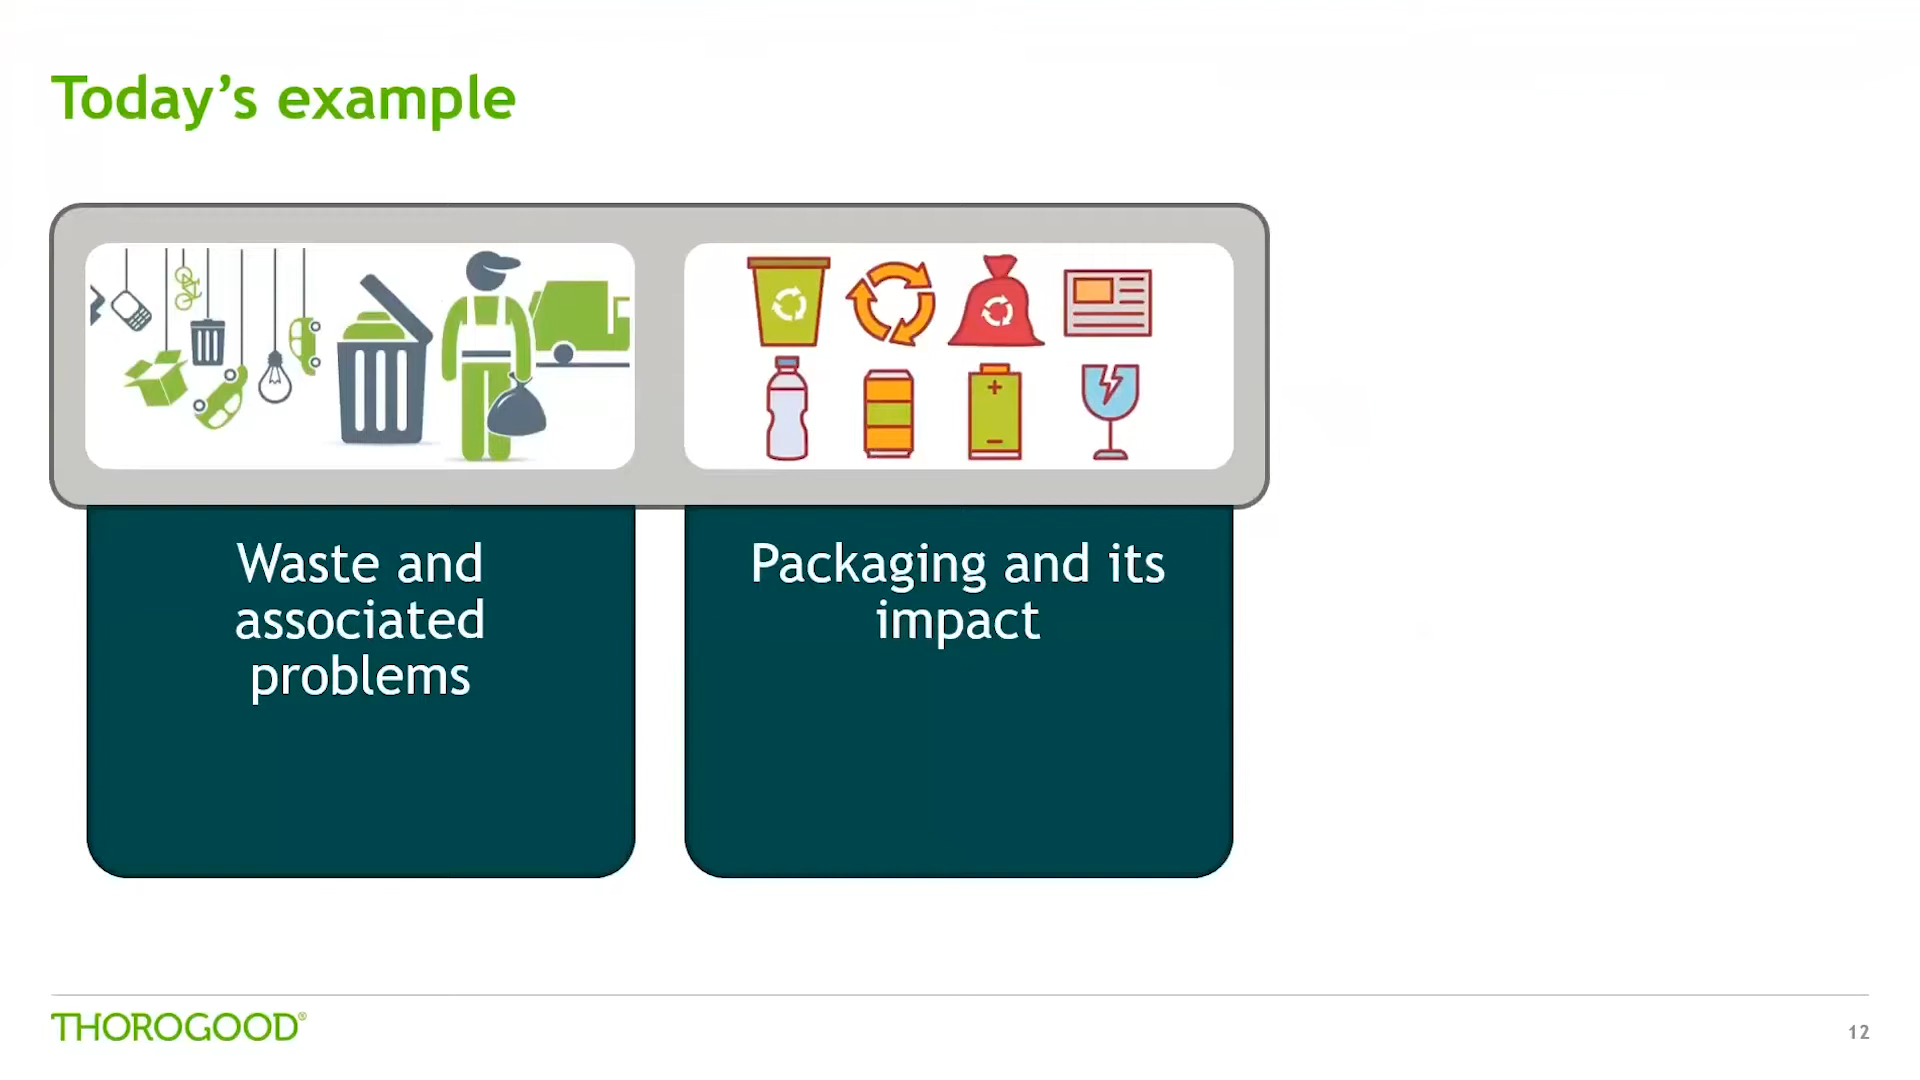 Today’s example
Waste and
associated
problems
Packaging and its
impact
THOROGOOD®
12